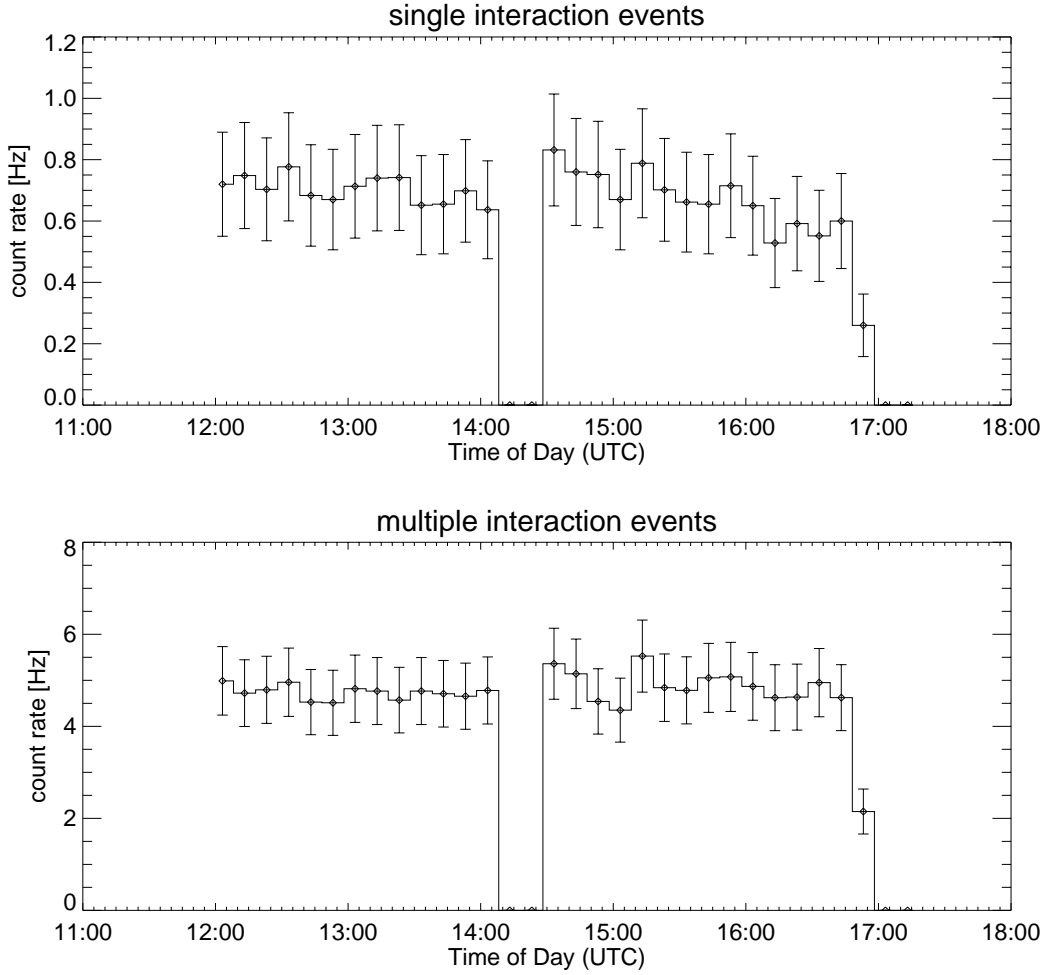 single interaction events
1.2
1.0
0.8
0.6
0.4
0.2
0.0
count rate [Hz]
11:00 12:00 13:00 14:00 15:00 16:00 17:00 18:00
Time of Day (UTC)
multiple interaction events
8
6
4
2
0
count rate [Hz]
11:00 12:00 13:00 14:00 15:00 16:00 17:00 18:00
Time of Day (UTC)